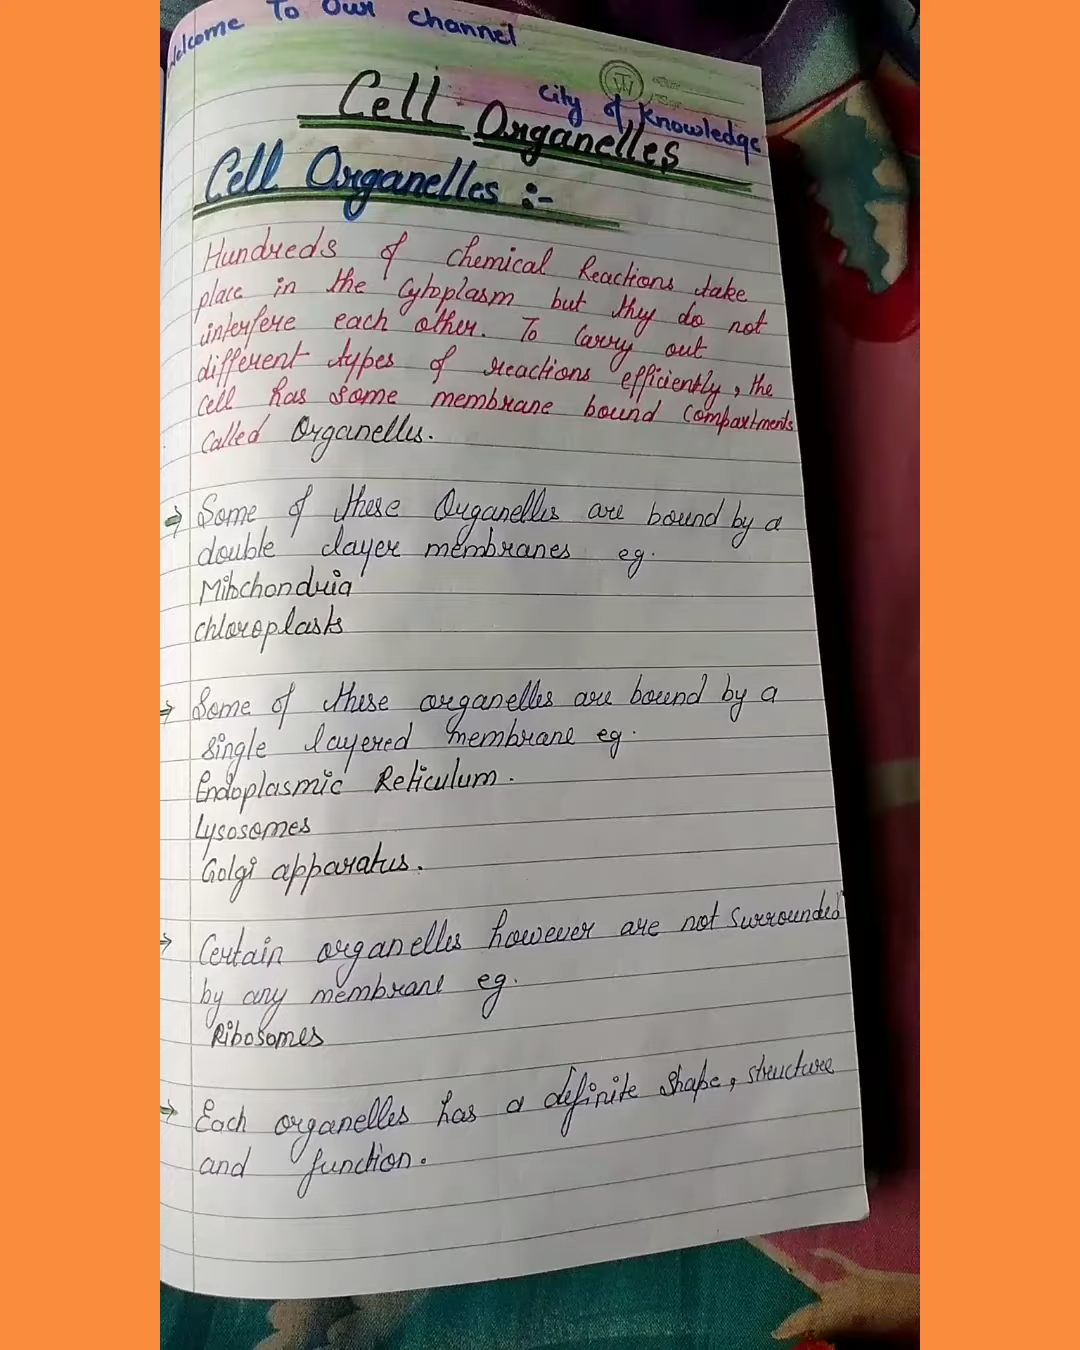 Welcome To Our channel
City of Knowledge
Cell Organelles
Cell Organelles :-
Hundreds of chemical Reactions take
place in the Cytoplasm but they do not
interfere each other. To Carry out
different types of reactions efficiently, the
cell has some membrane bound Compartments
called Organelles.
⇒ Some of these Organelles are bound by a
double layer membranes eg.
Mitochondria
chloroplasts
⇒ Some of these organelles are bound by a
single layered membrane eg.
Endoplasmic Reticulum.
Lysosomes
Golgi apparatus.
⇒ Certain organelles however are not surrounded
by any membrane eg.
Ribosomes
⇒ Each organelles has a definite shape, structure
and function.